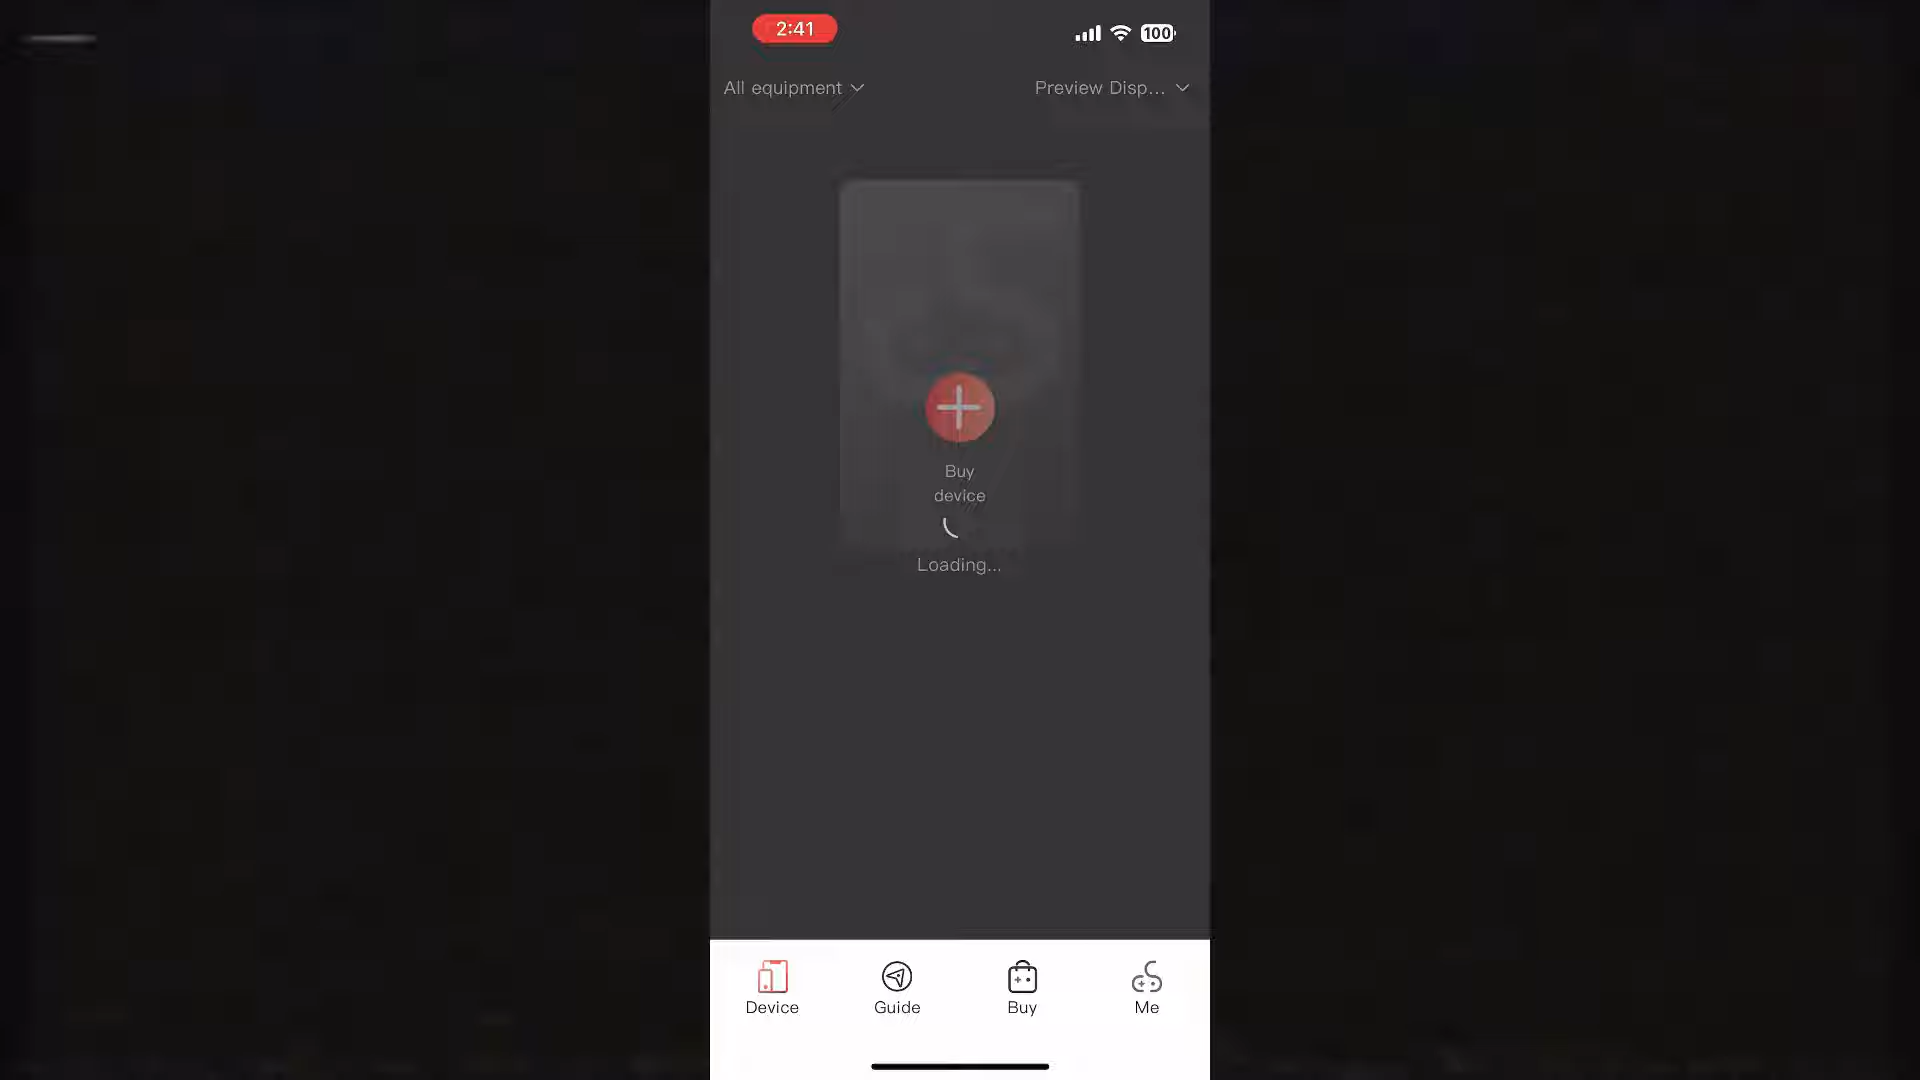 2:41
100
All equipment
Preview Disp...
Buy
device
Loading...
Device
Guide
Buy
Me